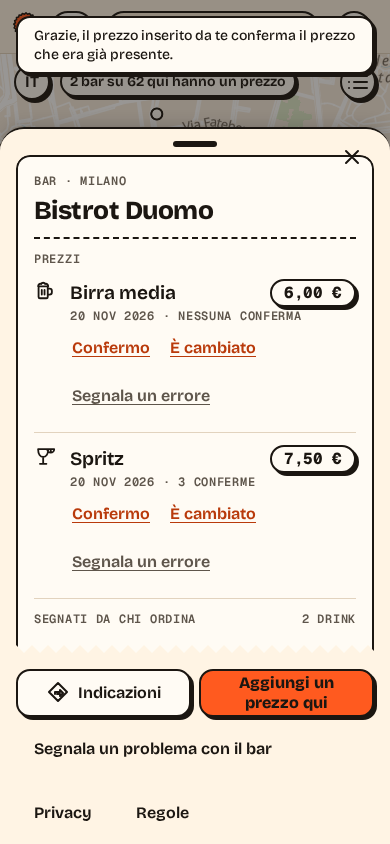 Grazie, il prezzo inserito da te conferma il prezzo
che era già presente.
IT
2 bar su 62 qui hanno un prezzo
BAR · MILANO
Bistrot Duomo
PREZZI
Birra media
6,00 €
20 NOV 2026 · NESSUNA CONFERMA
Confermo
È cambiato
Segnala un errore
Spritz
7,50 €
20 NOV 2026 · 3 CONFERME
Confermo
È cambiato
Segnala un errore
SEGNATI DA CHI ORDINA
2 DRINK
Indicazioni
Aggiungi un
prezzo qui
Segnala un problema con il bar
Privacy
Regole